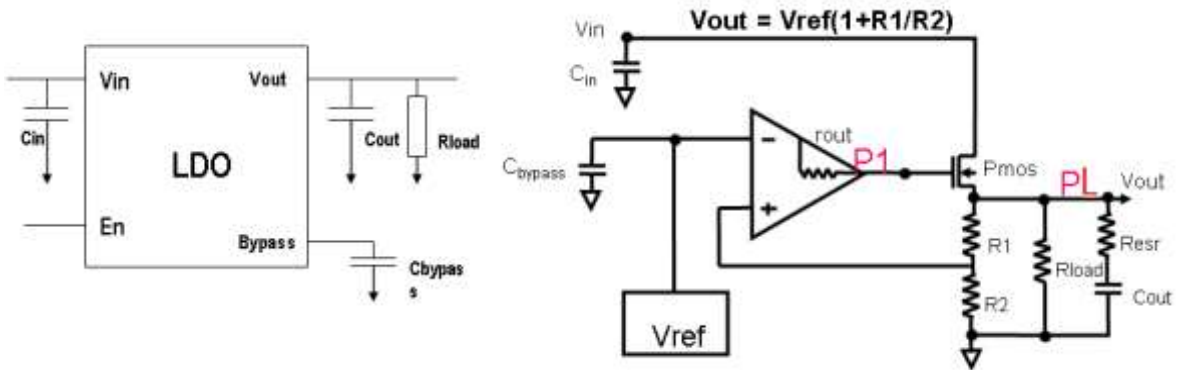 Vin
Vout
Cin
Cout
Rload
LDO
En
Bypass
Cbypas
s
Vout = Vref(1+R1/R2)
Vin
Cin
rout
P1
Pmos
Cbypass
−
+
PL
Vout
R1
Resr
Rload
Cout
R2
Vref